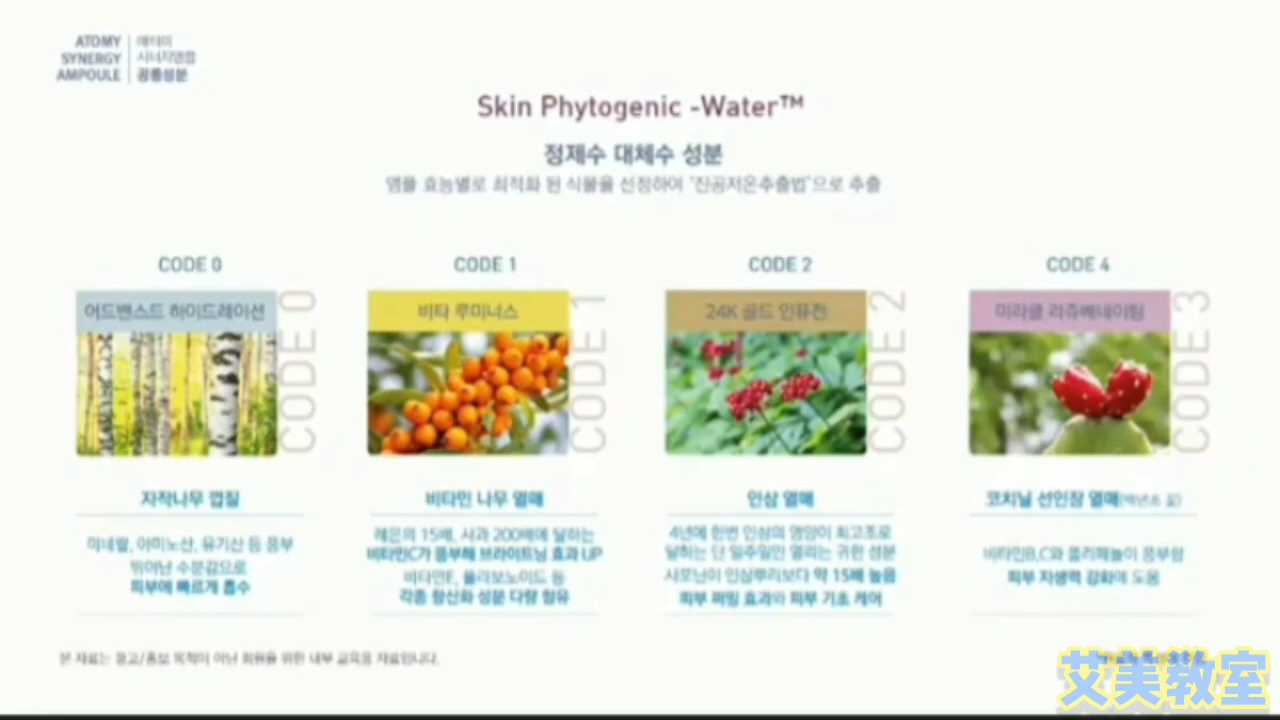 ATOMY
SYNERGY
AMPOULE
애터미
시너지앰플
공통성분
Skin Phytogenic -Water™
정제수 대체수 성분
앰플 효능별로 최적화 된 식물을 선정하여 "진공저온추출법"으로 추출
CODE 0
어드밴스드 하이드레이션
CODE 0
자작나무 껍질
미네랄, 아미노산, 유기산 등 풍부
뛰어난 수분감으로
피부에 빠르게 흡수
CODE 1
비타 루미너스
CODE 1
비타민 나무 열매
레몬의 15배, 사과 200배에 달하는
비타민C가 풍부해 브라이트닝 효과 UP
비타민E, 플라보노이드 등
각종 항산화 성분 다량 함유
CODE 2
24K 골드 인퓨전
CODE 2
인삼 열매
4년에 한번 인삼의 영양이 최고조로
달하는 단 일주일만 열리는 귀한 성분
사포닌이 인삼뿌리보다 약 15배 높음
피부 퍼밍 효과와 피부 기초 케어
CODE 4
미라클 리쥬베네이팅
CODE 3
코치닐 선인장 열매(백년초 꽃)
비타민B,C와 폴리페놀이 풍부함
피부 자생력 강화에 도움
본 자료는 광고/홍보 목적이 아닌 회원을 위한 내부 교육용 자료입니다.
艾美教室